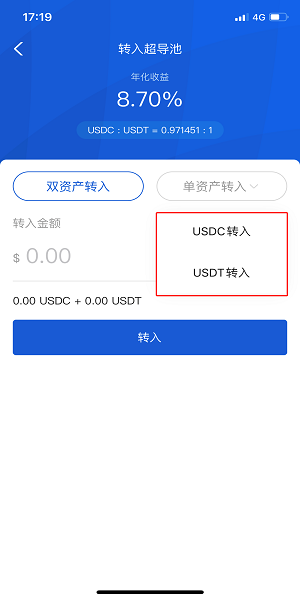 17:19
4G
转入超导池
年化收益
8.70%
USDC : USDT = 0.971451 : 1
双资产转入
单资产转入
转入金额
USDC转入
$ 0.00
USDT转入
0.00 USDC + 0.00 USDT
转入